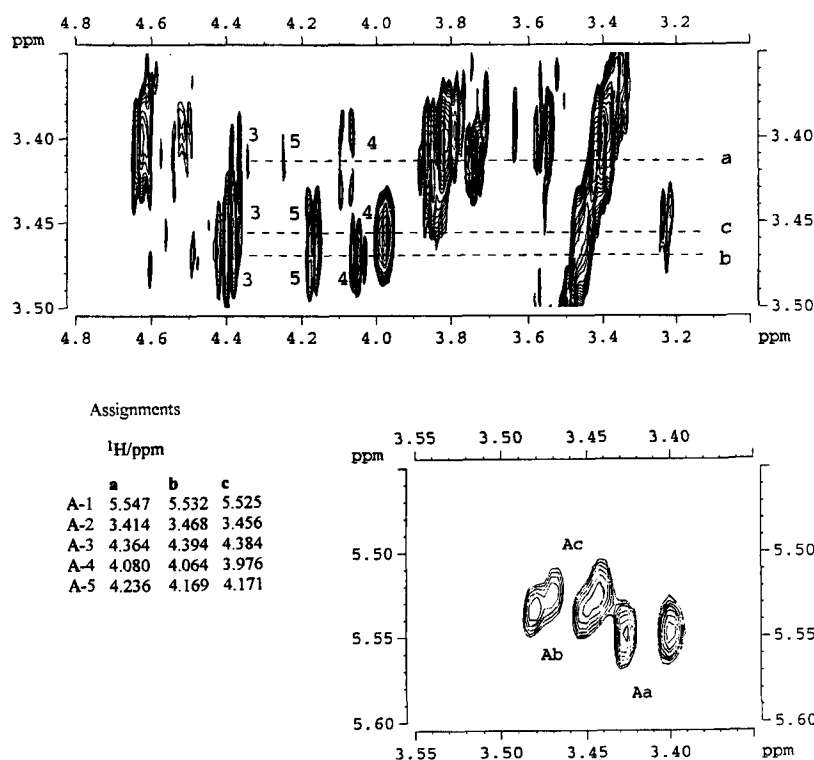 4.8 4.6 4.4 4.2 4.0 3.8 3.6 3.4 3.2
ppm
3.40 3 5 4 a 3.40
3.45 3 5 4 c 3.45
b
3 5 4
3.50 3.50
4.8 4.6 4.4 4.2 4.0 3.8 3.6 3.4 3.2 ppm
Assignments
¹H/ppm
a b c
A-1 5.547 5.532 5.525
A-2 3.414 3.468 3.456
A-3 4.364 4.394 4.384
A-4 4.080 4.064 3.976
A-5 4.236 4.169 4.171
3.55 3.50 3.45 3.40
ppm
5.50 Ac 5.50
5.55 Ab 5.55
Aa
5.60 5.60
3.55 3.50 3.45 3.40 ppm